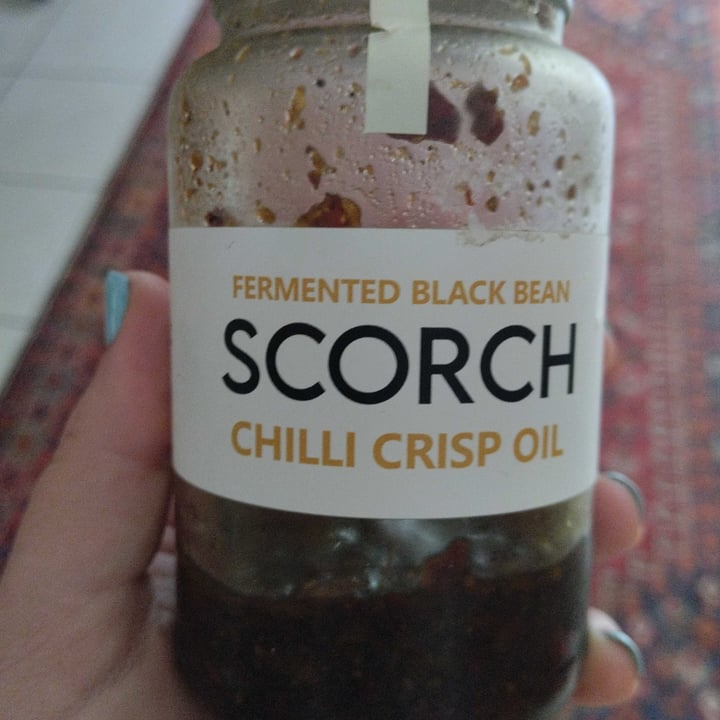 FERMENTED BLACK BEAN
SCORCH
CHILLI CRISP OIL